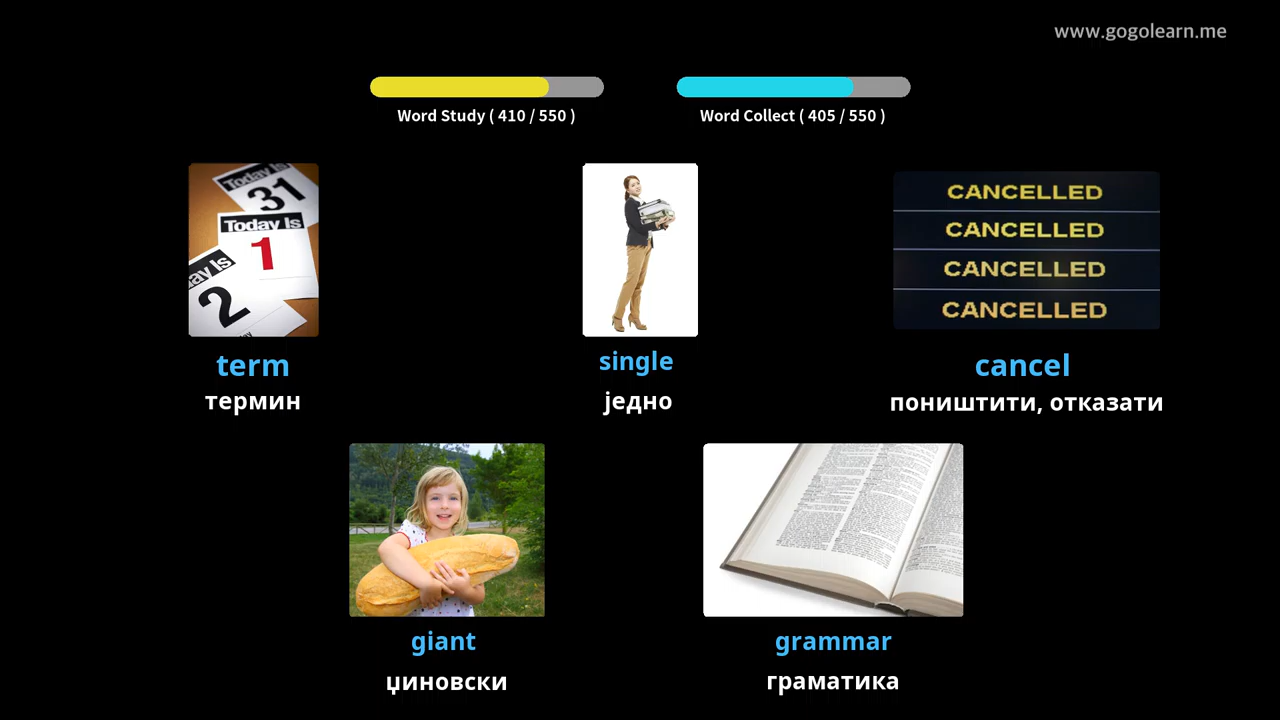 www.gogolearn.me
Word Study ( 410 / 550 )
Word Collect ( 405 / 550 )
Today Is
31
Today Is
1
ay Is
2
CANCELLED
CANCELLED
CANCELLED
CANCELLED
term
single
cancel
термин
једно
поништити, отказати
giant
grammar
џиновски
граматика